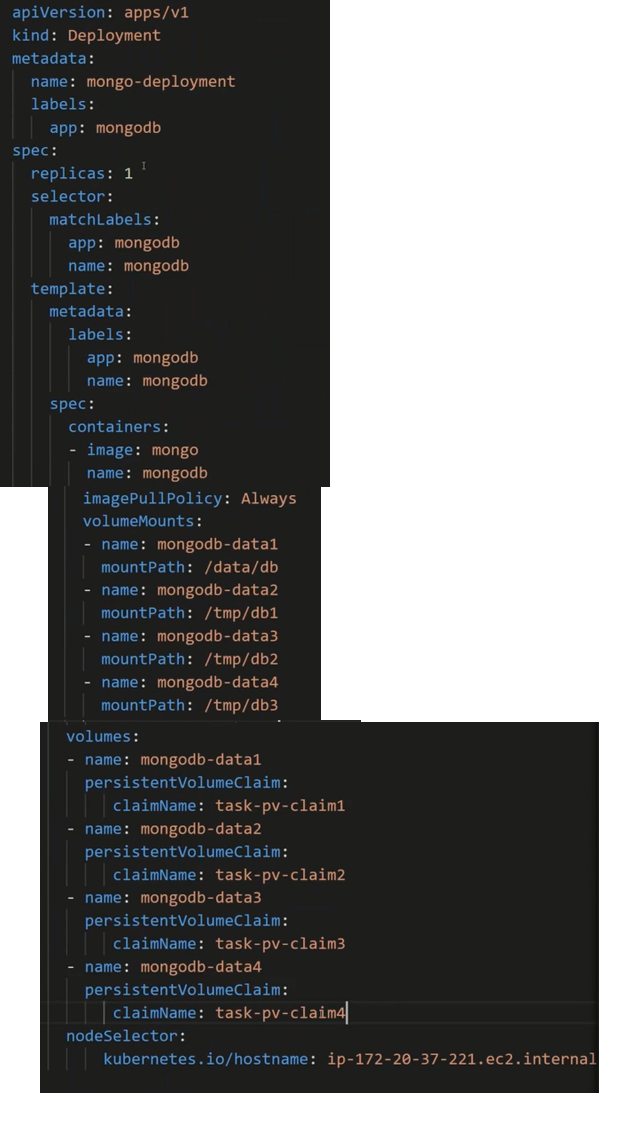 apiVersion: apps/v1
kind: Deployment
metadata:
  name: mongo-deployment
  labels:
    app: mongodb
spec:
  replicas: 1
  selector:
    matchLabels:
      app: mongodb
      name: mongodb
  template:
    metadata:
      labels:
        app: mongodb
        name: mongodb
    spec:
      containers:
      - image: mongo
        name: mongodb
        imagePullPolicy: Always
        volumeMounts:
        - name: mongodb-data1
          mountPath: /data/db
        - name: mongodb-data2
          mountPath: /tmp/db1
        - name: mongodb-data3
          mountPath: /tmp/db2
        - name: mongodb-data4
          mountPath: /tmp/db3
      volumes:
      - name: mongodb-data1
        persistentVolumeClaim:
           claimName: task-pv-claim1
      - name: mongodb-data2
        persistentVolumeClaim:
           claimName: task-pv-claim2
      - name: mongodb-data3
        persistentVolumeClaim:
           claimName: task-pv-claim3
      - name: mongodb-data4
        persistentVolumeClaim:
           claimName: task-pv-claim4
      nodeSelector:
          kubernetes.io/hostname: ip-172-20-37-221.ec2.internal